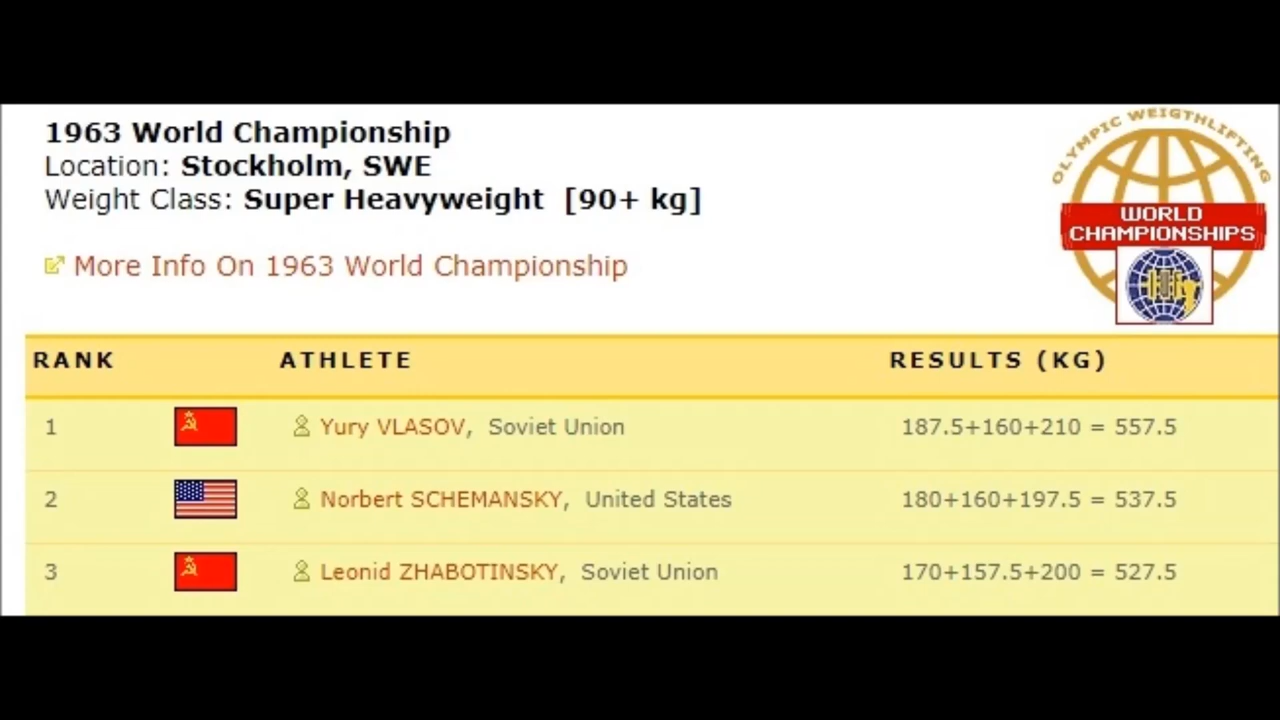 1963 World Championship
Location: Stockholm, SWE
Weight Class: Super Heavyweight [90+ kg]
More Info On 1963 World Championship
OLYMPIC WEIGTHLIFTING
WORLD
CHAMPIONSHIPS
RANK ATHLETE RESULTS (KG)
1 Yury VLASOV, Soviet Union 187.5+160+210 = 557.5
2 Norbert SCHEMANSKY, United States 180+160+197.5 = 537.5
3 Leonid ZHABOTINSKY, Soviet Union 170+157.5+200 = 527.5